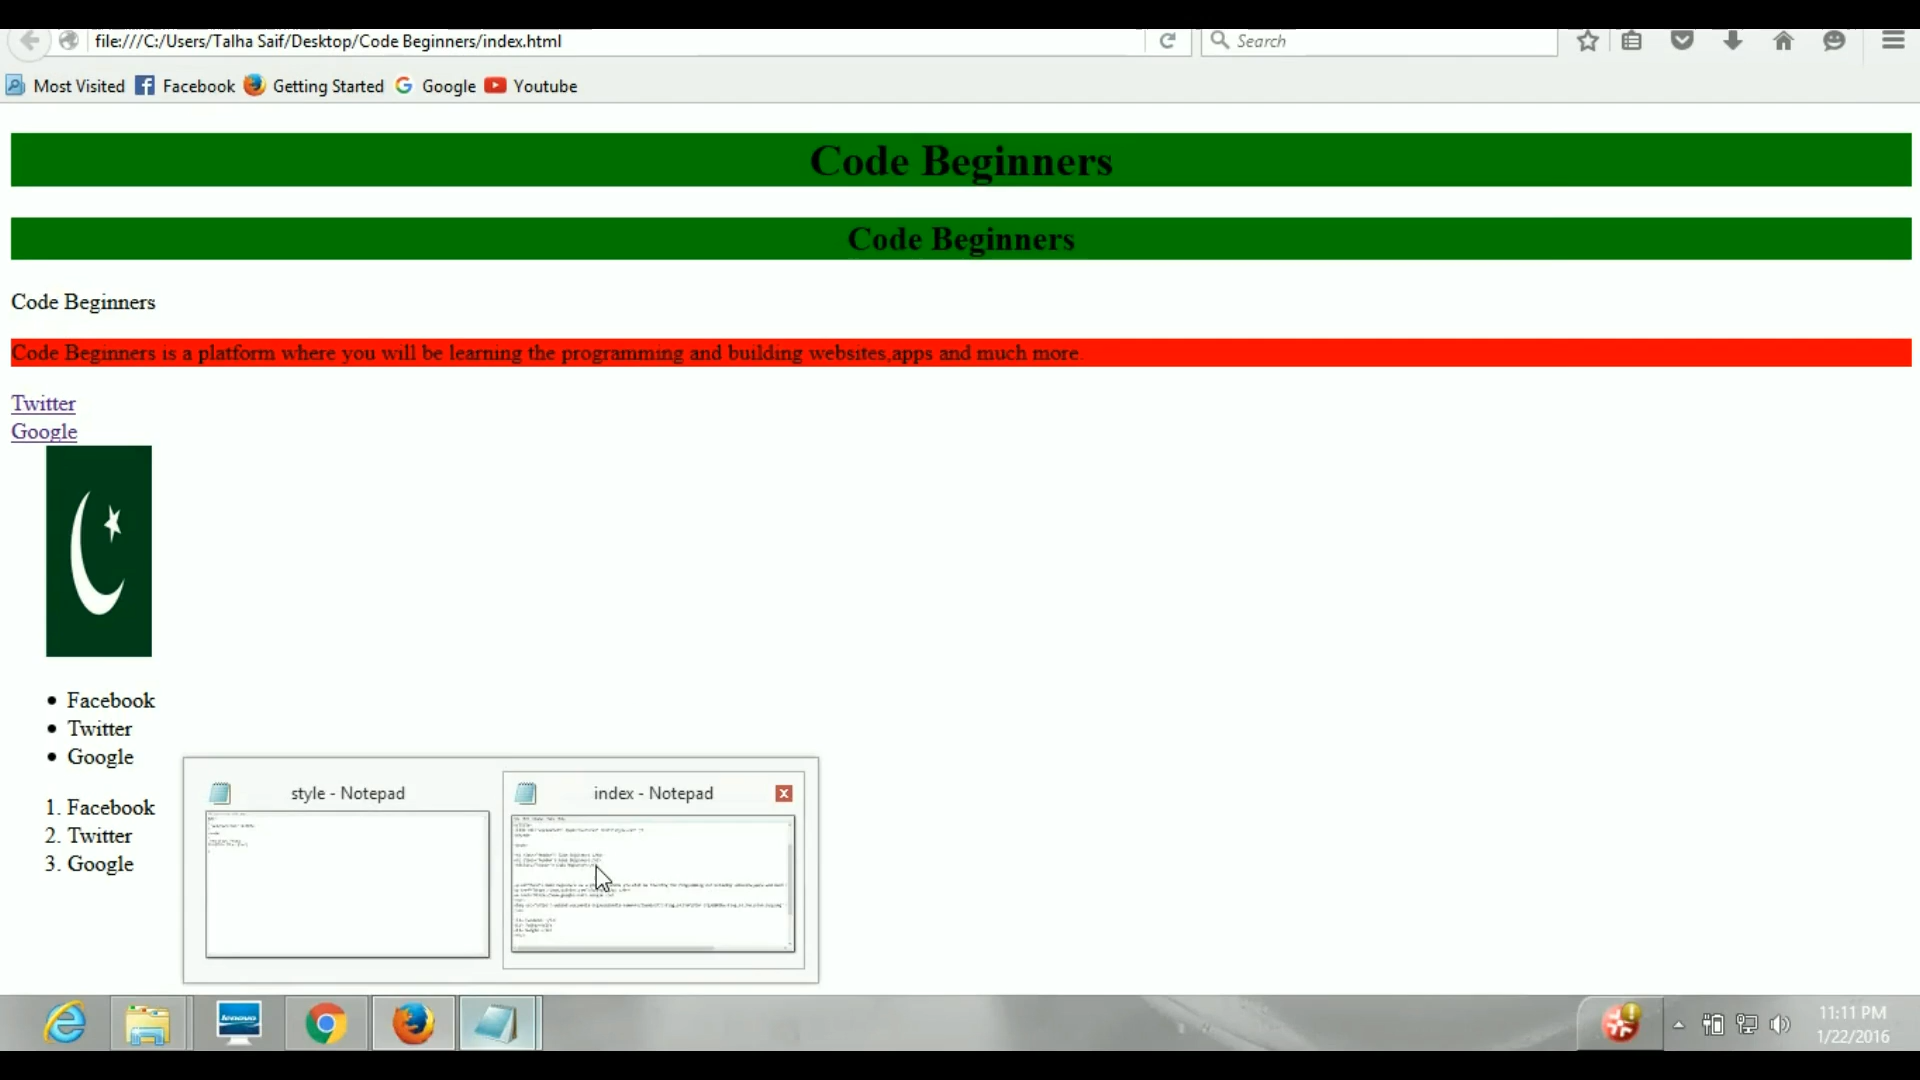 file:///C:/Users/Talha Saif/Desktop/Code Beginners/index.html
Search
Most Visited Facebook Getting Started Google Youtube
Code Beginners
Code Beginners
Code Beginners
Code Beginners is a platform where you will be learning the programming and building websites,apps and much more.
Twitter
Google
• Facebook
• Twitter
• Google
1. Facebook
2. Twitter
3. Google
style - Notepad
index - Notepad
lenovo
11:11 PM
1/22/2016